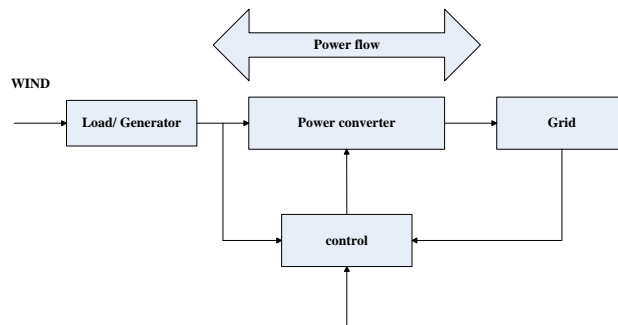 Power flow
WIND
Load/ Generator
Power converter
Grid
control